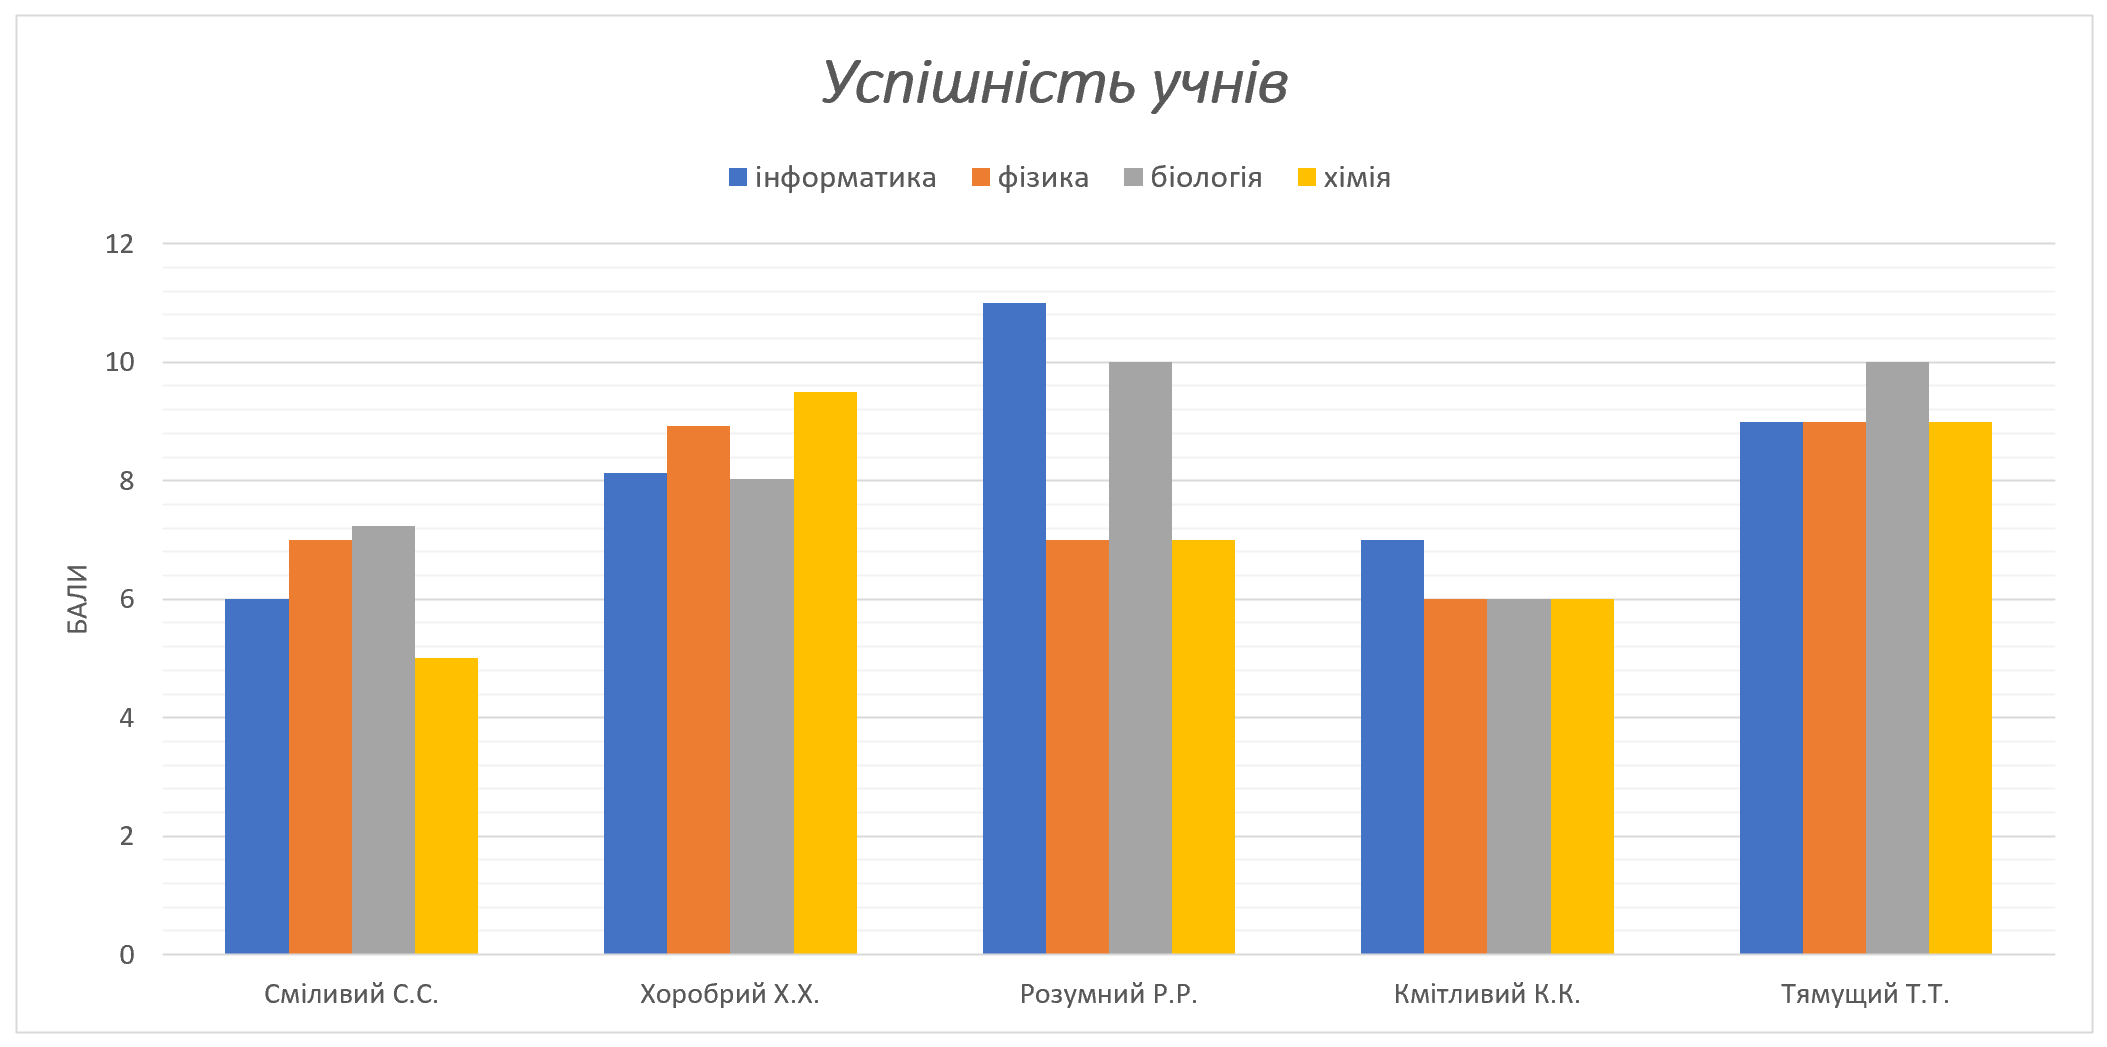 Успішність учнів
інформатика фізика біологія хімія
12
10
8
6
4
2
0
БАЛИ
Сміливий С.С. Хоробрий Х.Х. Розумний Р.Р. Кмітливий К.К. Тямущий Т.Т.